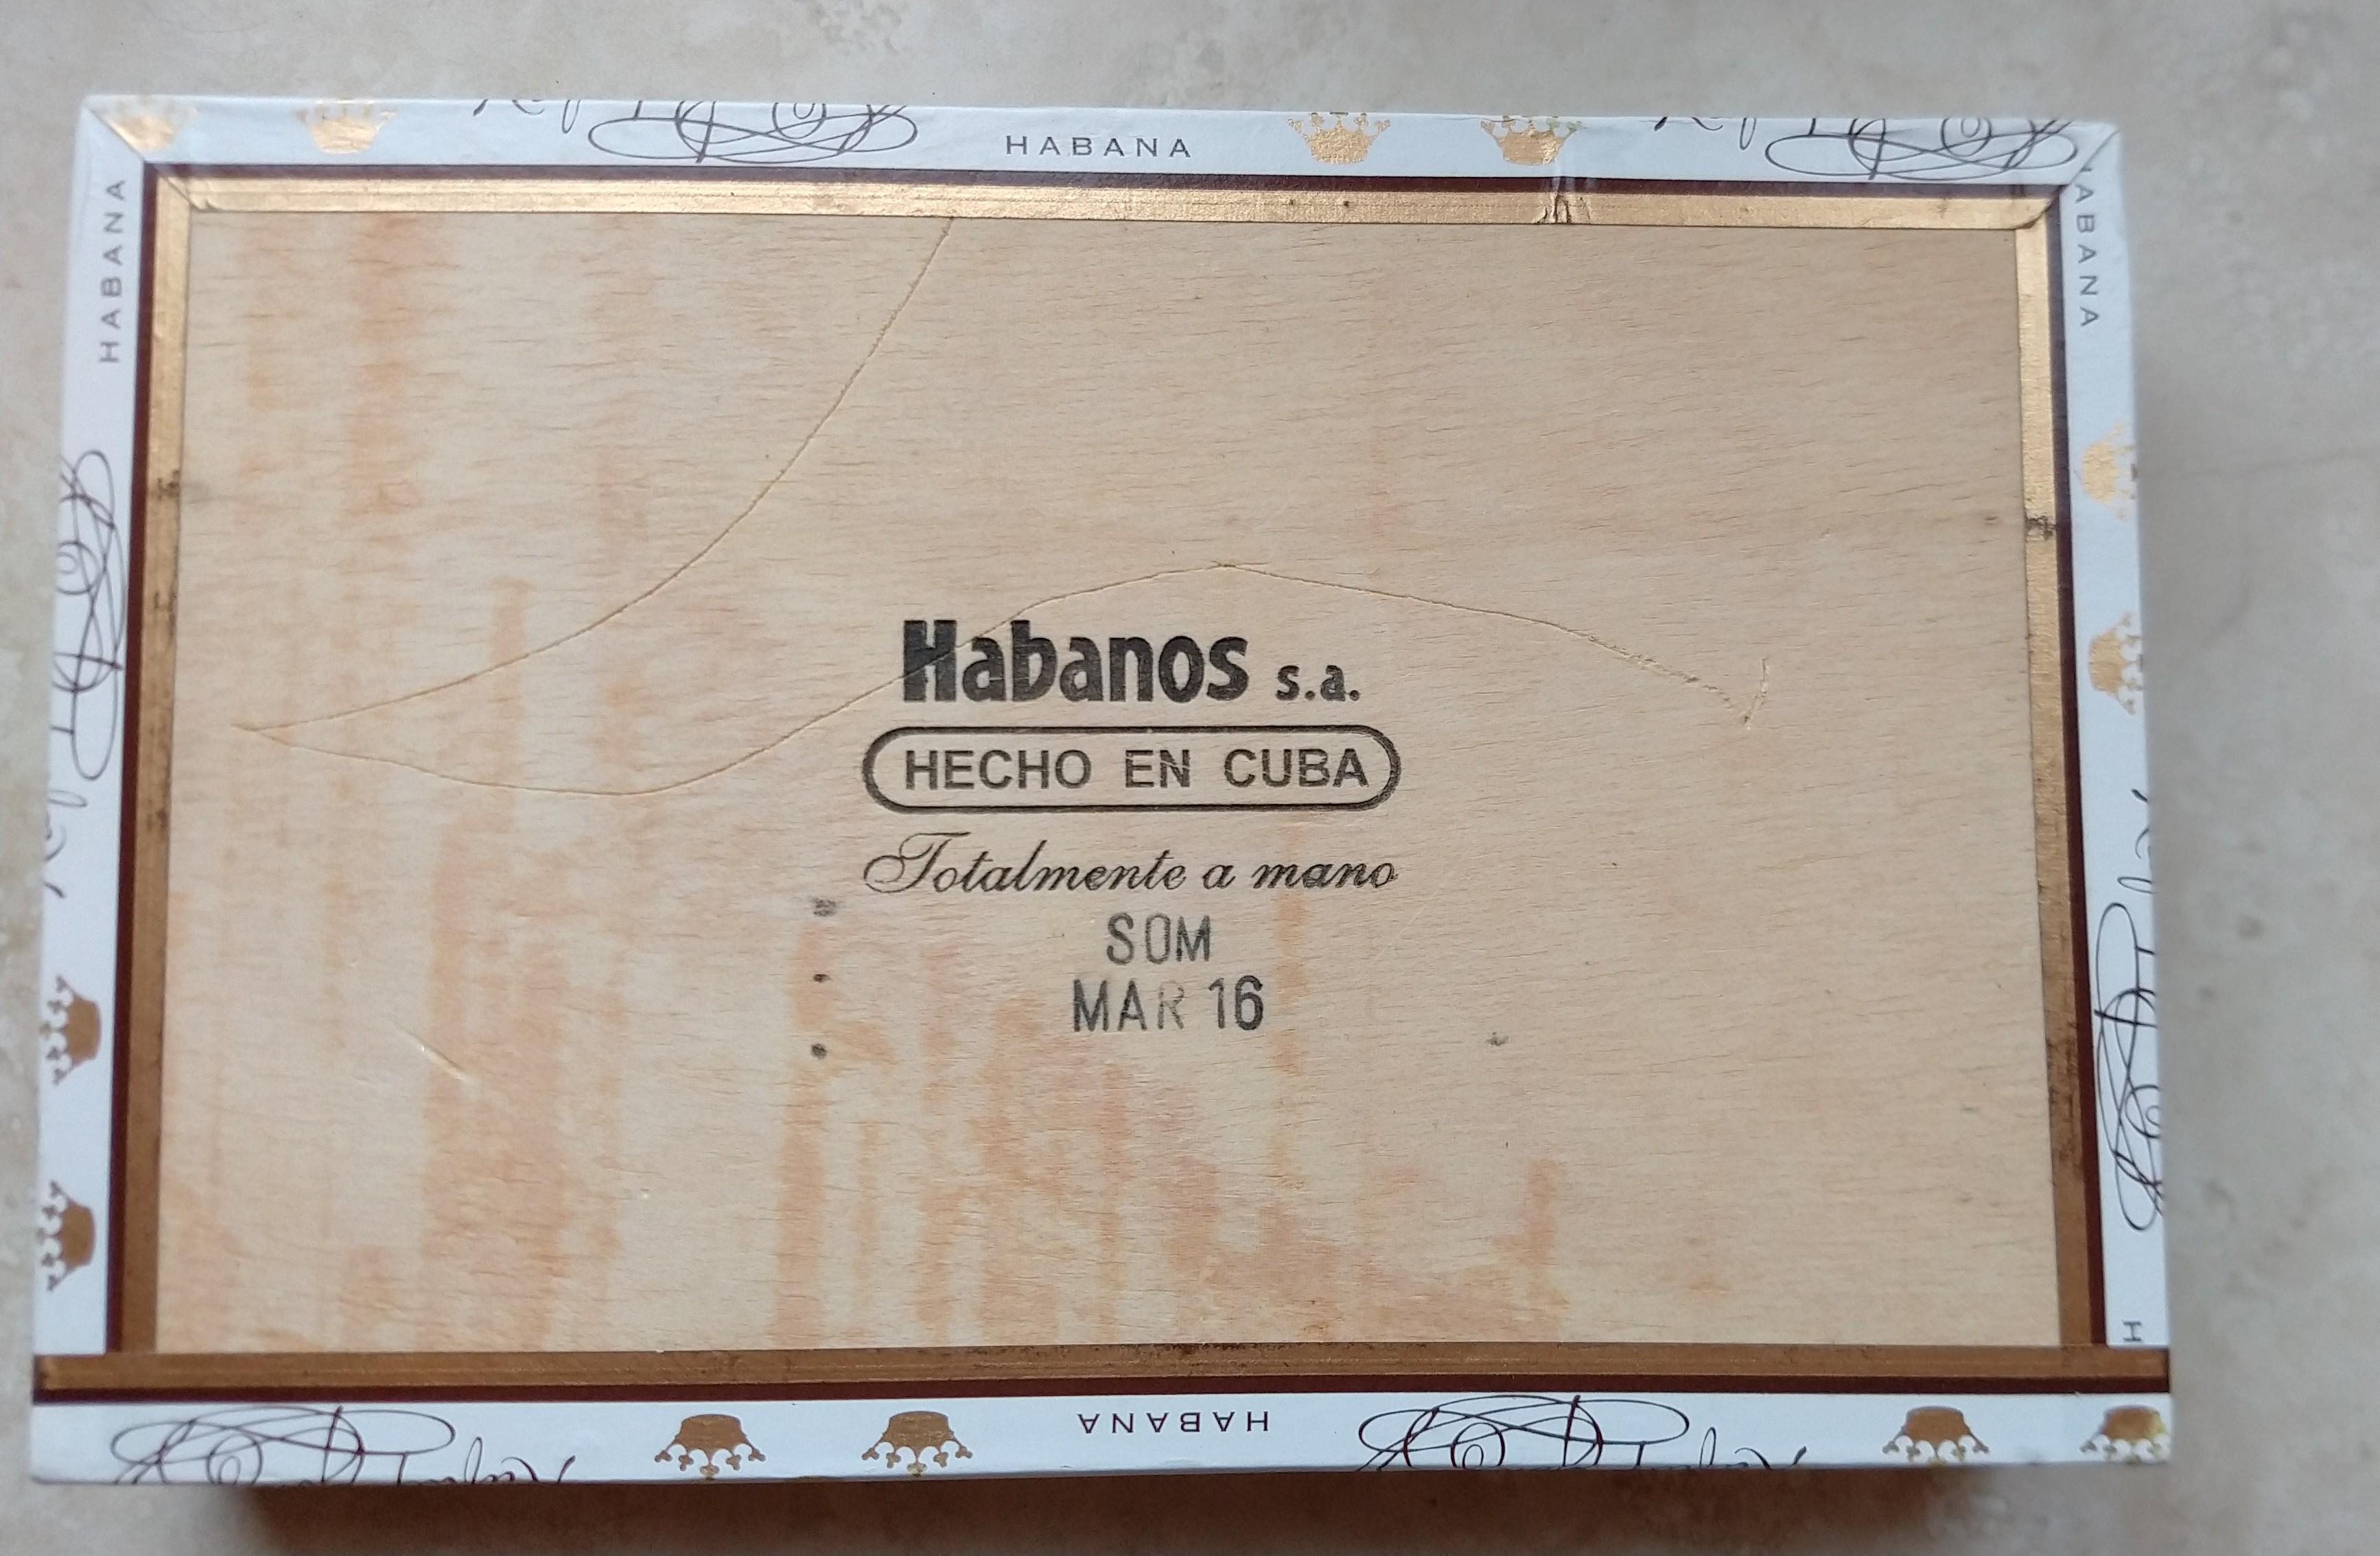 HABANA
HABANA
HABANA
Habanos s.a.
HECHO EN CUBA
Totalmente a mano
SOM
MAR 16
H
HABANA